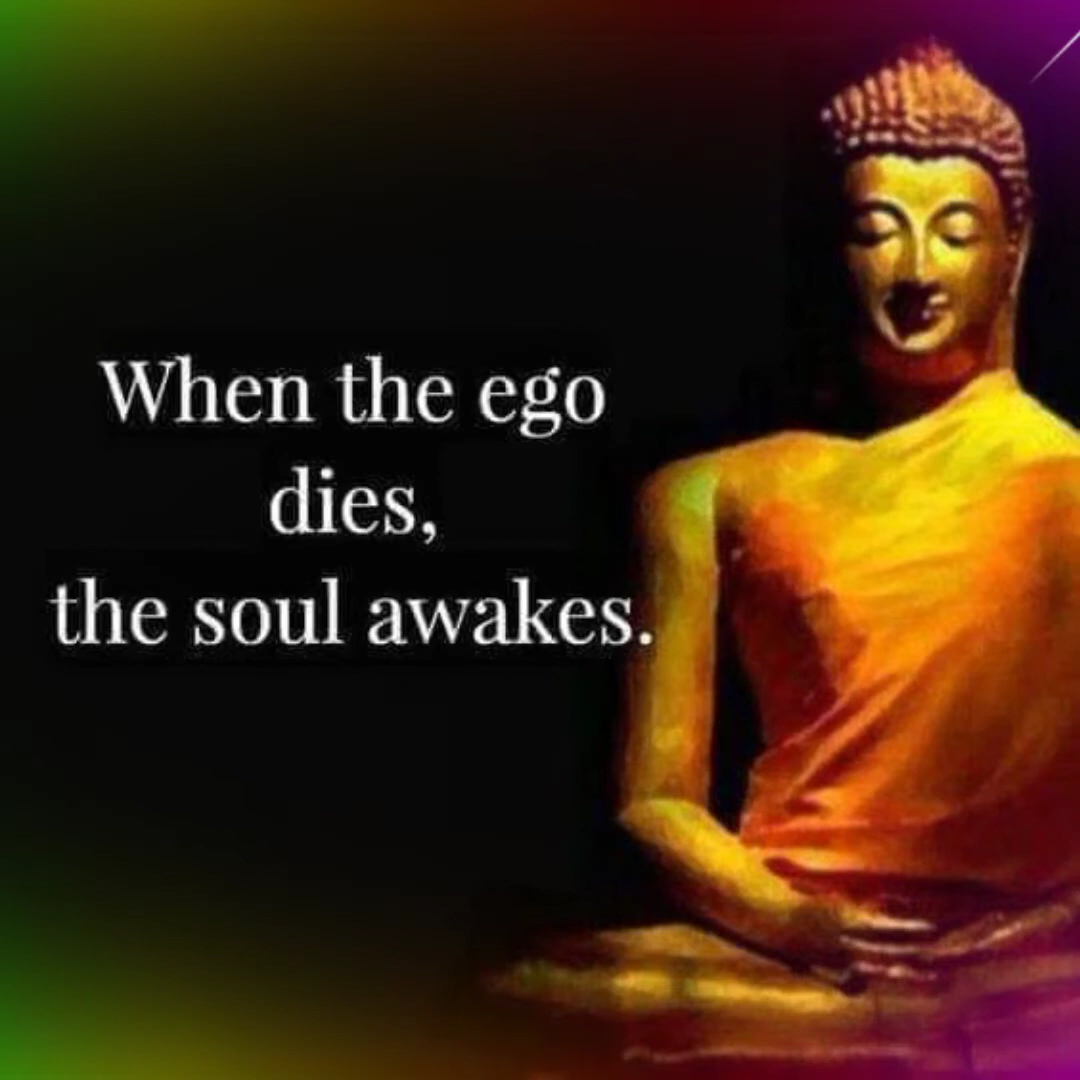 When the ego
dies,
the soul awakes.